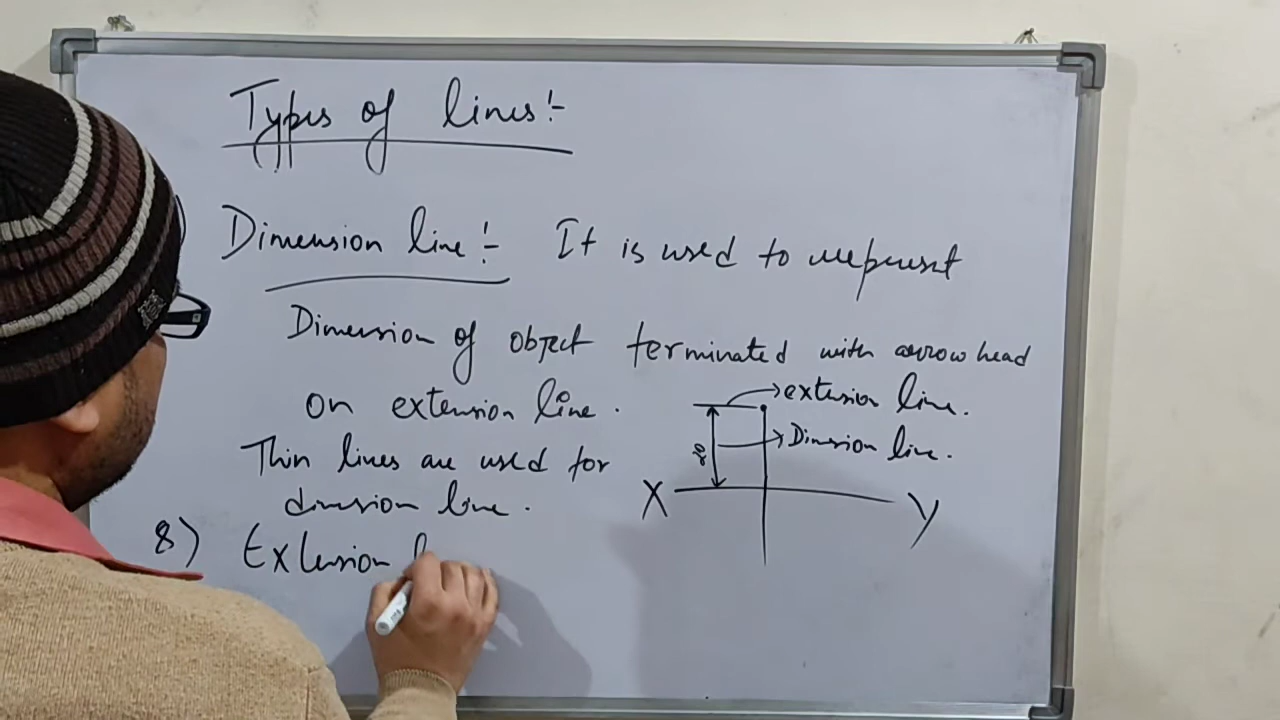 Types of lines:-
Dimension line:- It is used to represent
Dimension of object terminated with arrow head
on extension line.
Thin lines are used for
dimension line.
extension line.
Dimension line.
X Y
8) Extension